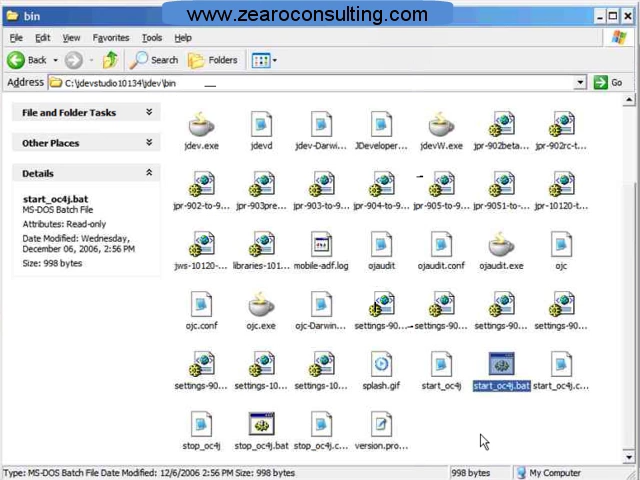 www.zearoconsulting.com
bin
File Edit View Favorites Tools Help
Back Search Folders
Address C:\jdevstudio10134\jdev\bin Go
File and Folder Tasks
Other Places
Details
start_oc4j.bat
MS-DOS Batch File
Attributes: Read-only
Date Modified: Wednesday,
December 06, 2006, 2:56 PM
Size: 998 bytes
jdev.exe jdevd jdev-Darwi... JDeveloper... jdevW.exe jpr-902beta... jpr-902rc-t...
jpr-902-to-9... jpr-903pre... jpr-903-to-9... jpr-904-to-9... jpr-905-to-9... jpr-9051-to-... jpr-10120-t...
jws-10120-... libraries-101... mobile-adf.log ojaudit ojaudit.conf ojaudit.exe ojc
ojc.conf ojc.exe ojc-Darwin... settings-90... settings-90... settings-90... settings-90...
settings-90... settings-10... settings-10... splash.gif start_oc4j start_oc4j.bat start_oc4j.c...
stop_oc4j stop_oc4j.bat stop_oc4j.c... version.pro...
Type: MS-DOS Batch File Date Modified: 12/6/2006 2:56 PM Size: 998 bytes 998 bytes My Computer